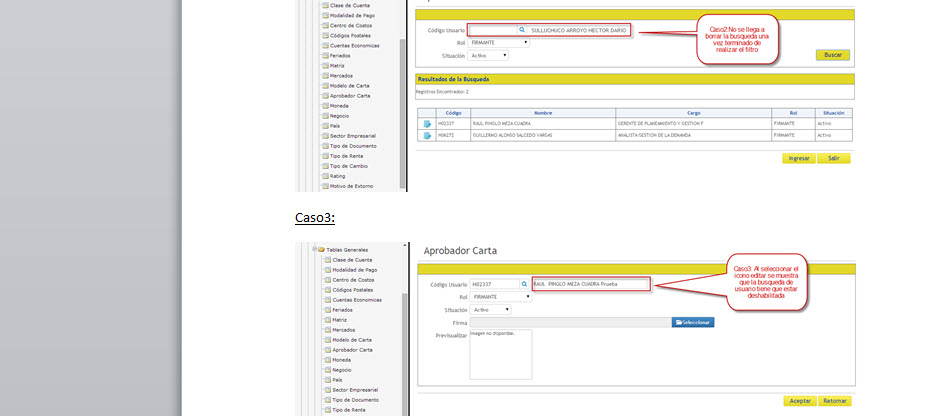 Clase de Cuenta
Modalidad de Pago
Centro de Costos
Códigos Postales
Cuentas Economicas
Feriados
Matriz
Mercados
Modelo de Carta
Aprobador Carta
Moneda
Negocio
País
Sector Empresarial
Tipo de Documento
Tipo de Renta
Tipo de Cambio
Rating
Motivo de Extorno
Código Usuario
SULLUCHUCO ARROYO HECTOR DARIO
Rol FIRMANTE
Situación Activo
Buscar
Caso2:No se llega a
borrar la busqueda una
vez terminado de
realizar el filtro
Resultados de la Búsqueda
Registros Encontrados: 2
Código Nombre Cargo Rol Situación
H02337 RAUL PINGLO MEZA CUADRA GERENTE DE PLANEAMIENTO Y GESTION F FIRMANTE Activo
H06272 GUILLERMO ALONSO SALCEDO VARGAS ANALISTA GESTION DE LA DEMANDA FIRMANTE Activo
Ingresar Salir
Caso3:
Tablas Generales
Clase de Cuenta
Modalidad de Pago
Centro de Costos
Códigos Postales
Cuentas Economicas
Feriados
Matriz
Mercados
Modelo de Carta
Aprobador Carta
Moneda
Negocio
País
Sector Empresarial
Tipo de Documento
Tipo de Renta
Aprobador Carta
Código Usuario H02337 RAUL PINGLO MEZA CUADRA Prueba
Rol FIRMANTE
Situación Activo
Firma Seleccionar
Previsualizar Imagen no disponible.
Caso3: Al seleccionar el
icono editar se muestra
que la busqueda de
usuario tiene que estar
deshabilitada
Aceptar Retornar